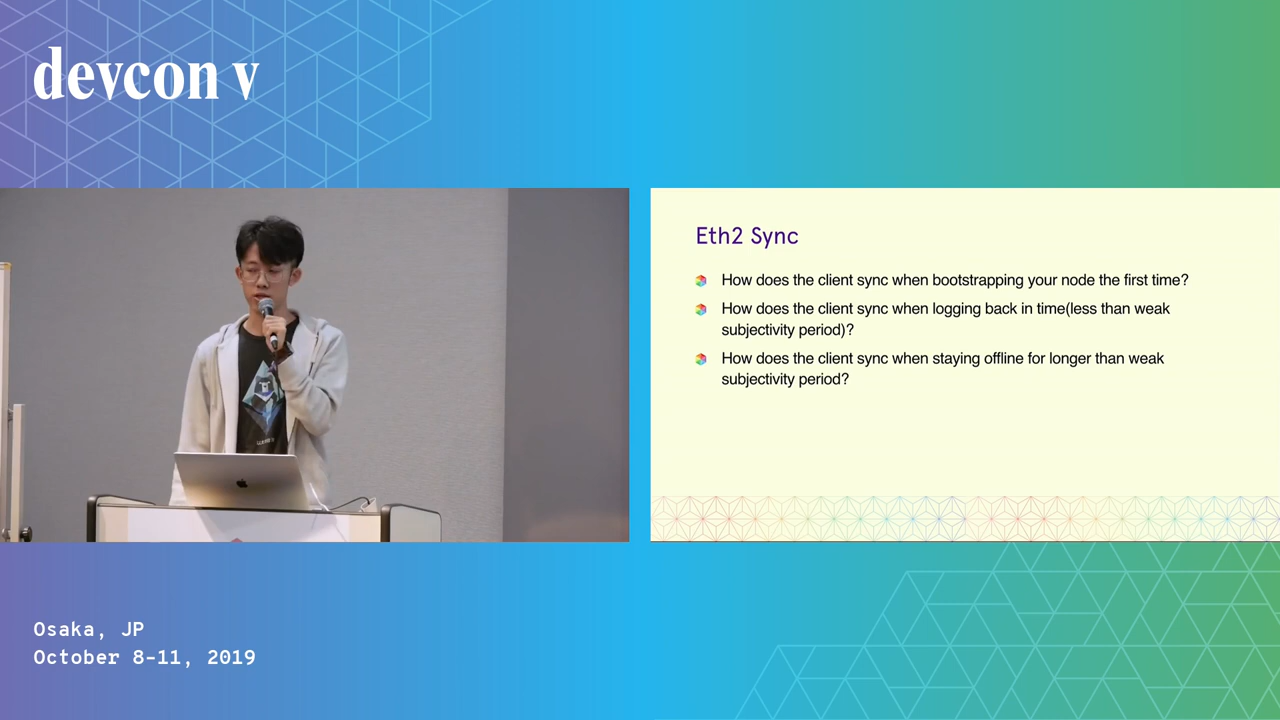 devcon v
Eth2 Sync
How does the client sync when bootstrapping your node the first time?
How does the client sync when logging back in time(less than weak
subjectivity period)?
How does the client sync when staying offline for longer than weak
subjectivity period?
Osaka, JP
October 8-11, 2019